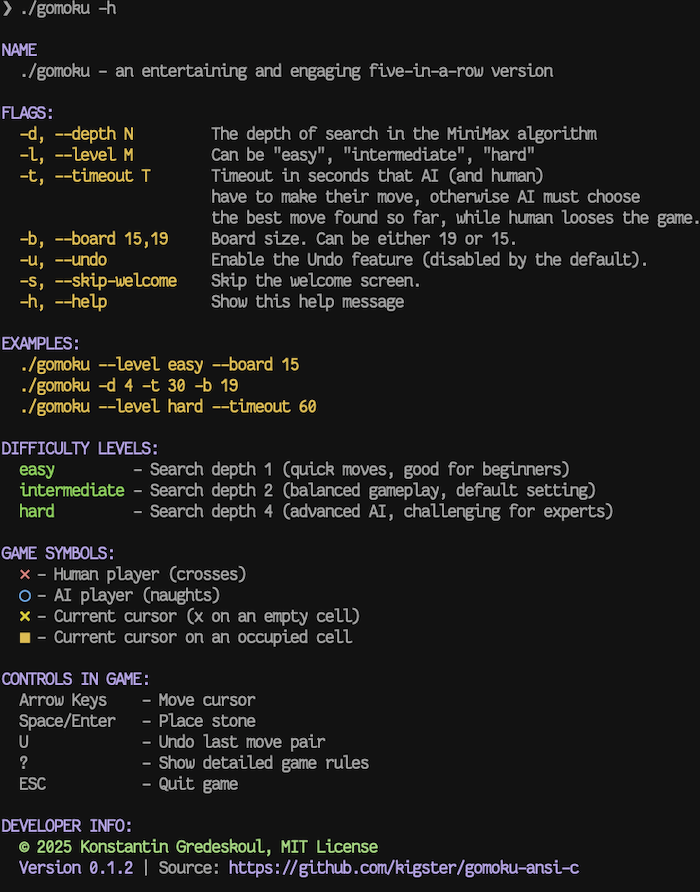 ❯ ./gomoku -h
NAME
./gomoku - an entertaining and engaging five-in-a-row version
FLAGS:
-d, --depth N The depth of search in the MiniMax algorithm
-l, --level M Can be "easy", "intermediate", "hard"
-t, --timeout T Timeout in seconds that AI (and human)
have to make their move, otherwise AI must choose
the best move found so far, while human looses the game.
-b, --board 15,19 Board size. Can be either 19 or 15.
-u, --undo Enable the Undo feature (disabled by the default).
-s, --skip-welcome Skip the welcome screen.
-h, --help Show this help message
EXAMPLES:
./gomoku --level easy --board 15
./gomoku -d 4 -t 30 -b 19
./gomoku --level hard --timeout 60
DIFFICULTY LEVELS:
easy - Search depth 1 (quick moves, good for beginners)
intermediate - Search depth 2 (balanced gameplay, default setting)
hard - Search depth 4 (advanced AI, challenging for experts)
GAME SYMBOLS:
✕ - Human player (crosses)
○ - AI player (naughts)
× - Current cursor (x on an empty cell)
■ - Current cursor on an occupied cell
CONTROLS IN GAME:
Arrow Keys - Move cursor
Space/Enter - Place stone
U - Undo last move pair
? - Show detailed game rules
ESC - Quit game
DEVELOPER INFO:
© 2025 Konstantin Gredeskoul, MIT License
Version 0.1.2 | Source: https://github.com/kigster/gomoku-ansi-c